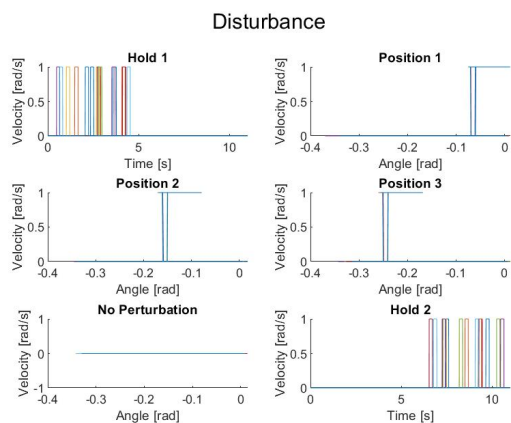 Disturbance
Hold 1
Velocity [rad/s]
1
0.5
0
0 5 10
Time [s]
Position 1
Velocity [rad/s]
1
0.5
0
-0.4 -0.3 -0.2 -0.1 0
Angle [rad]
Position 2
Velocity [rad/s]
1
0.5
0
-0.4 -0.3 -0.2 -0.1 0
Angle [rad]
Position 3
Velocity [rad/s]
1
0.5
0
-0.4 -0.3 -0.2 -0.1 0
Angle [rad]
No Perturbation
Velocity [rad/s]
1
0
-1
-0.4 -0.3 -0.2 -0.1 0
Angle [rad]
Hold 2
Velocity [rad/s]
1
0.5
0
0 5 10
Time [s]